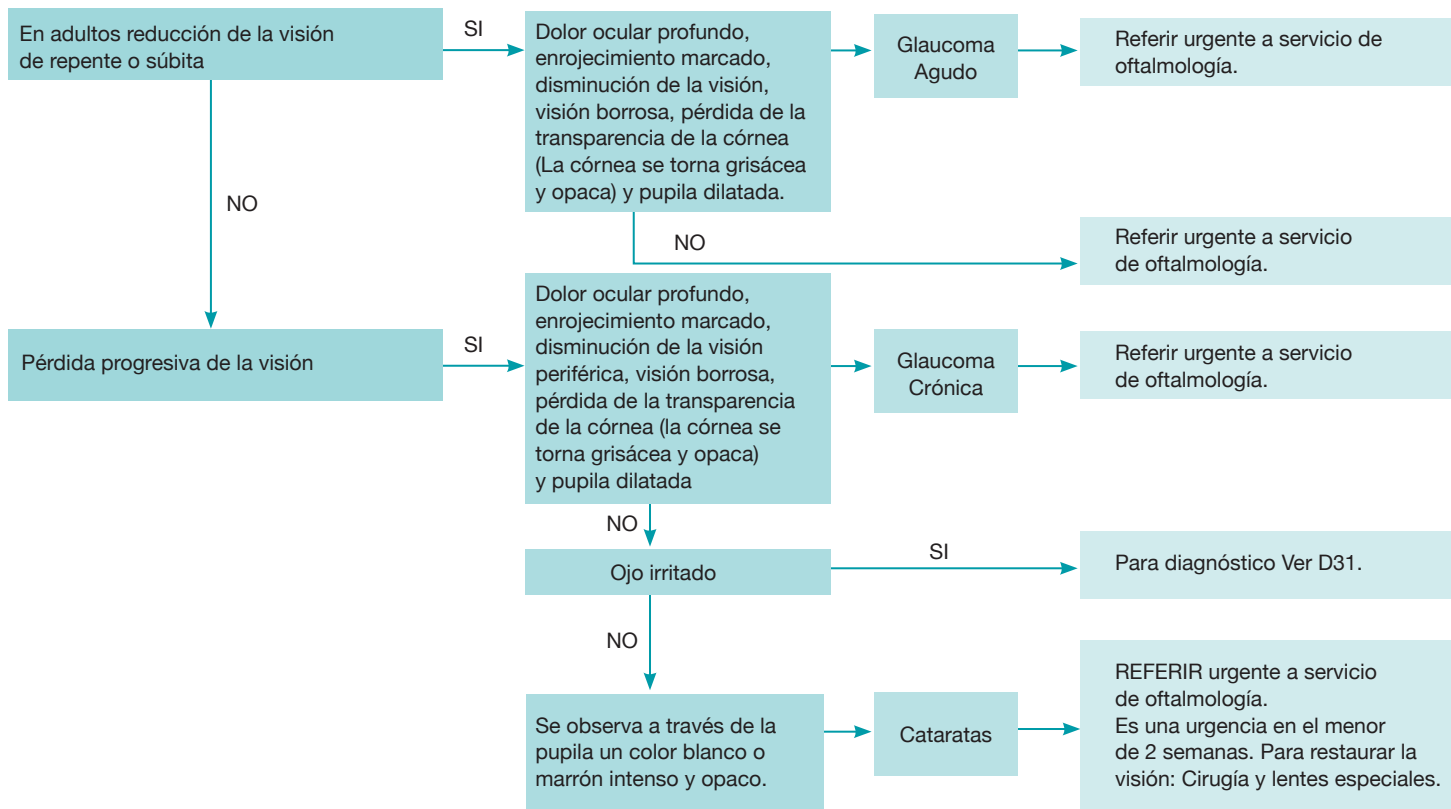 En adultos reducción de la visión
de repente o súbita
SI
Dolor ocular profundo,
enrojecimiento marcado,
disminución de la visión,
visión borrosa, pérdida de la
transparencia de la córnea
(La córnea se torna grisácea
y opaca) y pupila dilatada.
Glaucoma
Agudo
Referir urgente a servicio de
oftalmología.
NO
NO
Referir urgente a servicio
de oftalmología.
Pérdida progresiva de la visión
SI
Dolor ocular profundo,
enrojecimiento marcado,
disminución de la visión
periférica, visión borrosa,
pérdida de la transparencia
de la córnea (la córnea se
torna grisácea y opaca)
y pupila dilatada
Glaucoma
Crónica
Referir urgente a servicio
de oftalmología.
NO
Ojo irritado
SI
Para diagnóstico Ver D31.
NO
Se observa a través de la
pupila un color blanco o
marrón intenso y opaco.
Cataratas
REFERIR urgente a servicio
de oftalmología.
Es una urgencia en el menor
de 2 semanas. Para restaurar la
visión: Cirugía y lentes especiales.